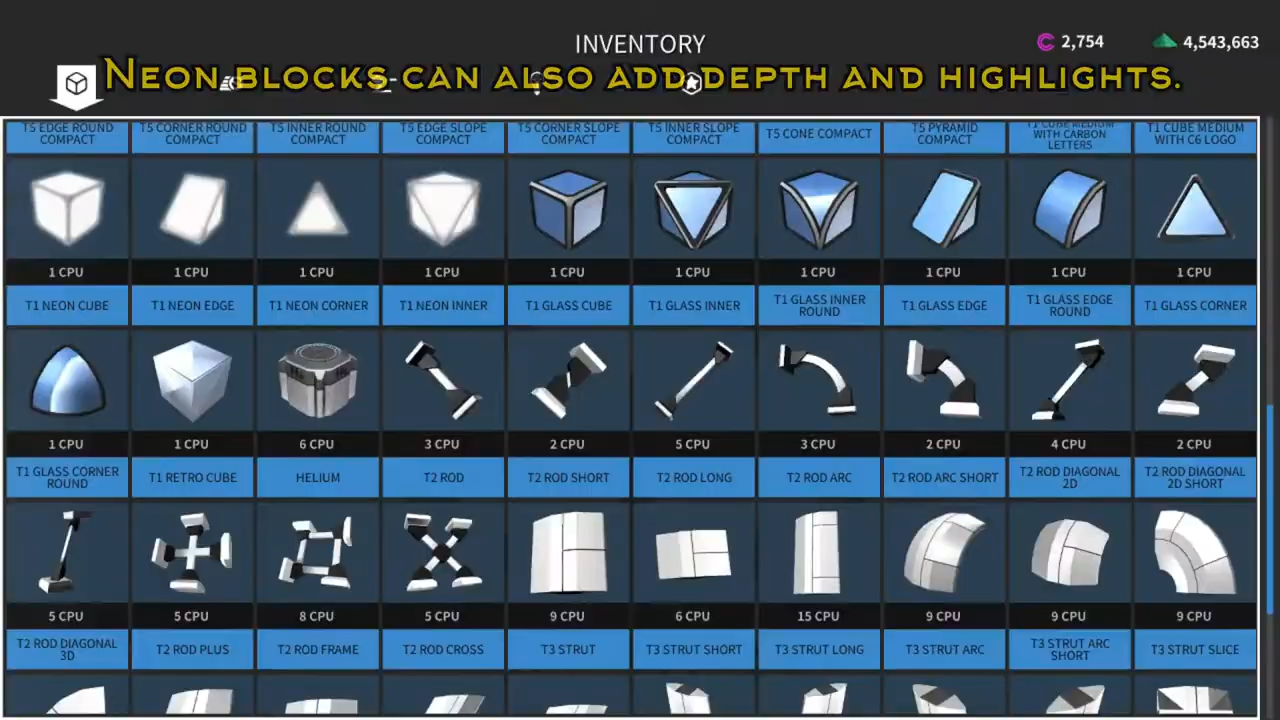 INVENTORY
2,754
4,543,663
Neon blocks can also add depth and highlights.
T5 EDGE ROUND COMPACT
T5 CORNER ROUND COMPACT
T5 INNER ROUND COMPACT
T5 EDGE SLOPE COMPACT
T5 CORNER SLOPE COMPACT
T5 INNER SLOPE COMPACT
T5 CONE COMPACT
T5 PYRAMID COMPACT
T1 CUBE MEDIUM WITH CARBON LETTERS
T1 CUBE MEDIUM WITH C6 LOGO
1 CPU
1 CPU
1 CPU
1 CPU
1 CPU
1 CPU
1 CPU
1 CPU
1 CPU
1 CPU
T1 NEON CUBE
T1 NEON EDGE
T1 NEON CORNER
T1 NEON INNER
T1 GLASS CUBE
T1 GLASS INNER
T1 GLASS INNER ROUND
T1 GLASS EDGE
T1 GLASS EDGE ROUND
T1 GLASS CORNER
1 CPU
1 CPU
6 CPU
3 CPU
2 CPU
5 CPU
3 CPU
2 CPU
4 CPU
2 CPU
T1 GLASS CORNER ROUND
T1 RETRO CUBE
HELIUM
T2 ROD
T2 ROD SHORT
T2 ROD LONG
T2 ROD ARC
T2 ROD ARC SHORT
T2 ROD DIAGONAL 2D
T2 ROD DIAGONAL 2D SHORT
5 CPU
5 CPU
8 CPU
5 CPU
9 CPU
6 CPU
15 CPU
9 CPU
9 CPU
9 CPU
T2 ROD DIAGONAL 3D
T2 ROD PLUS
T2 ROD FRAME
T2 ROD CROSS
T3 STRUT
T3 STRUT SHORT
T3 STRUT LONG
T3 STRUT ARC
T3 STRUT ARC SHORT
T3 STRUT SLICE